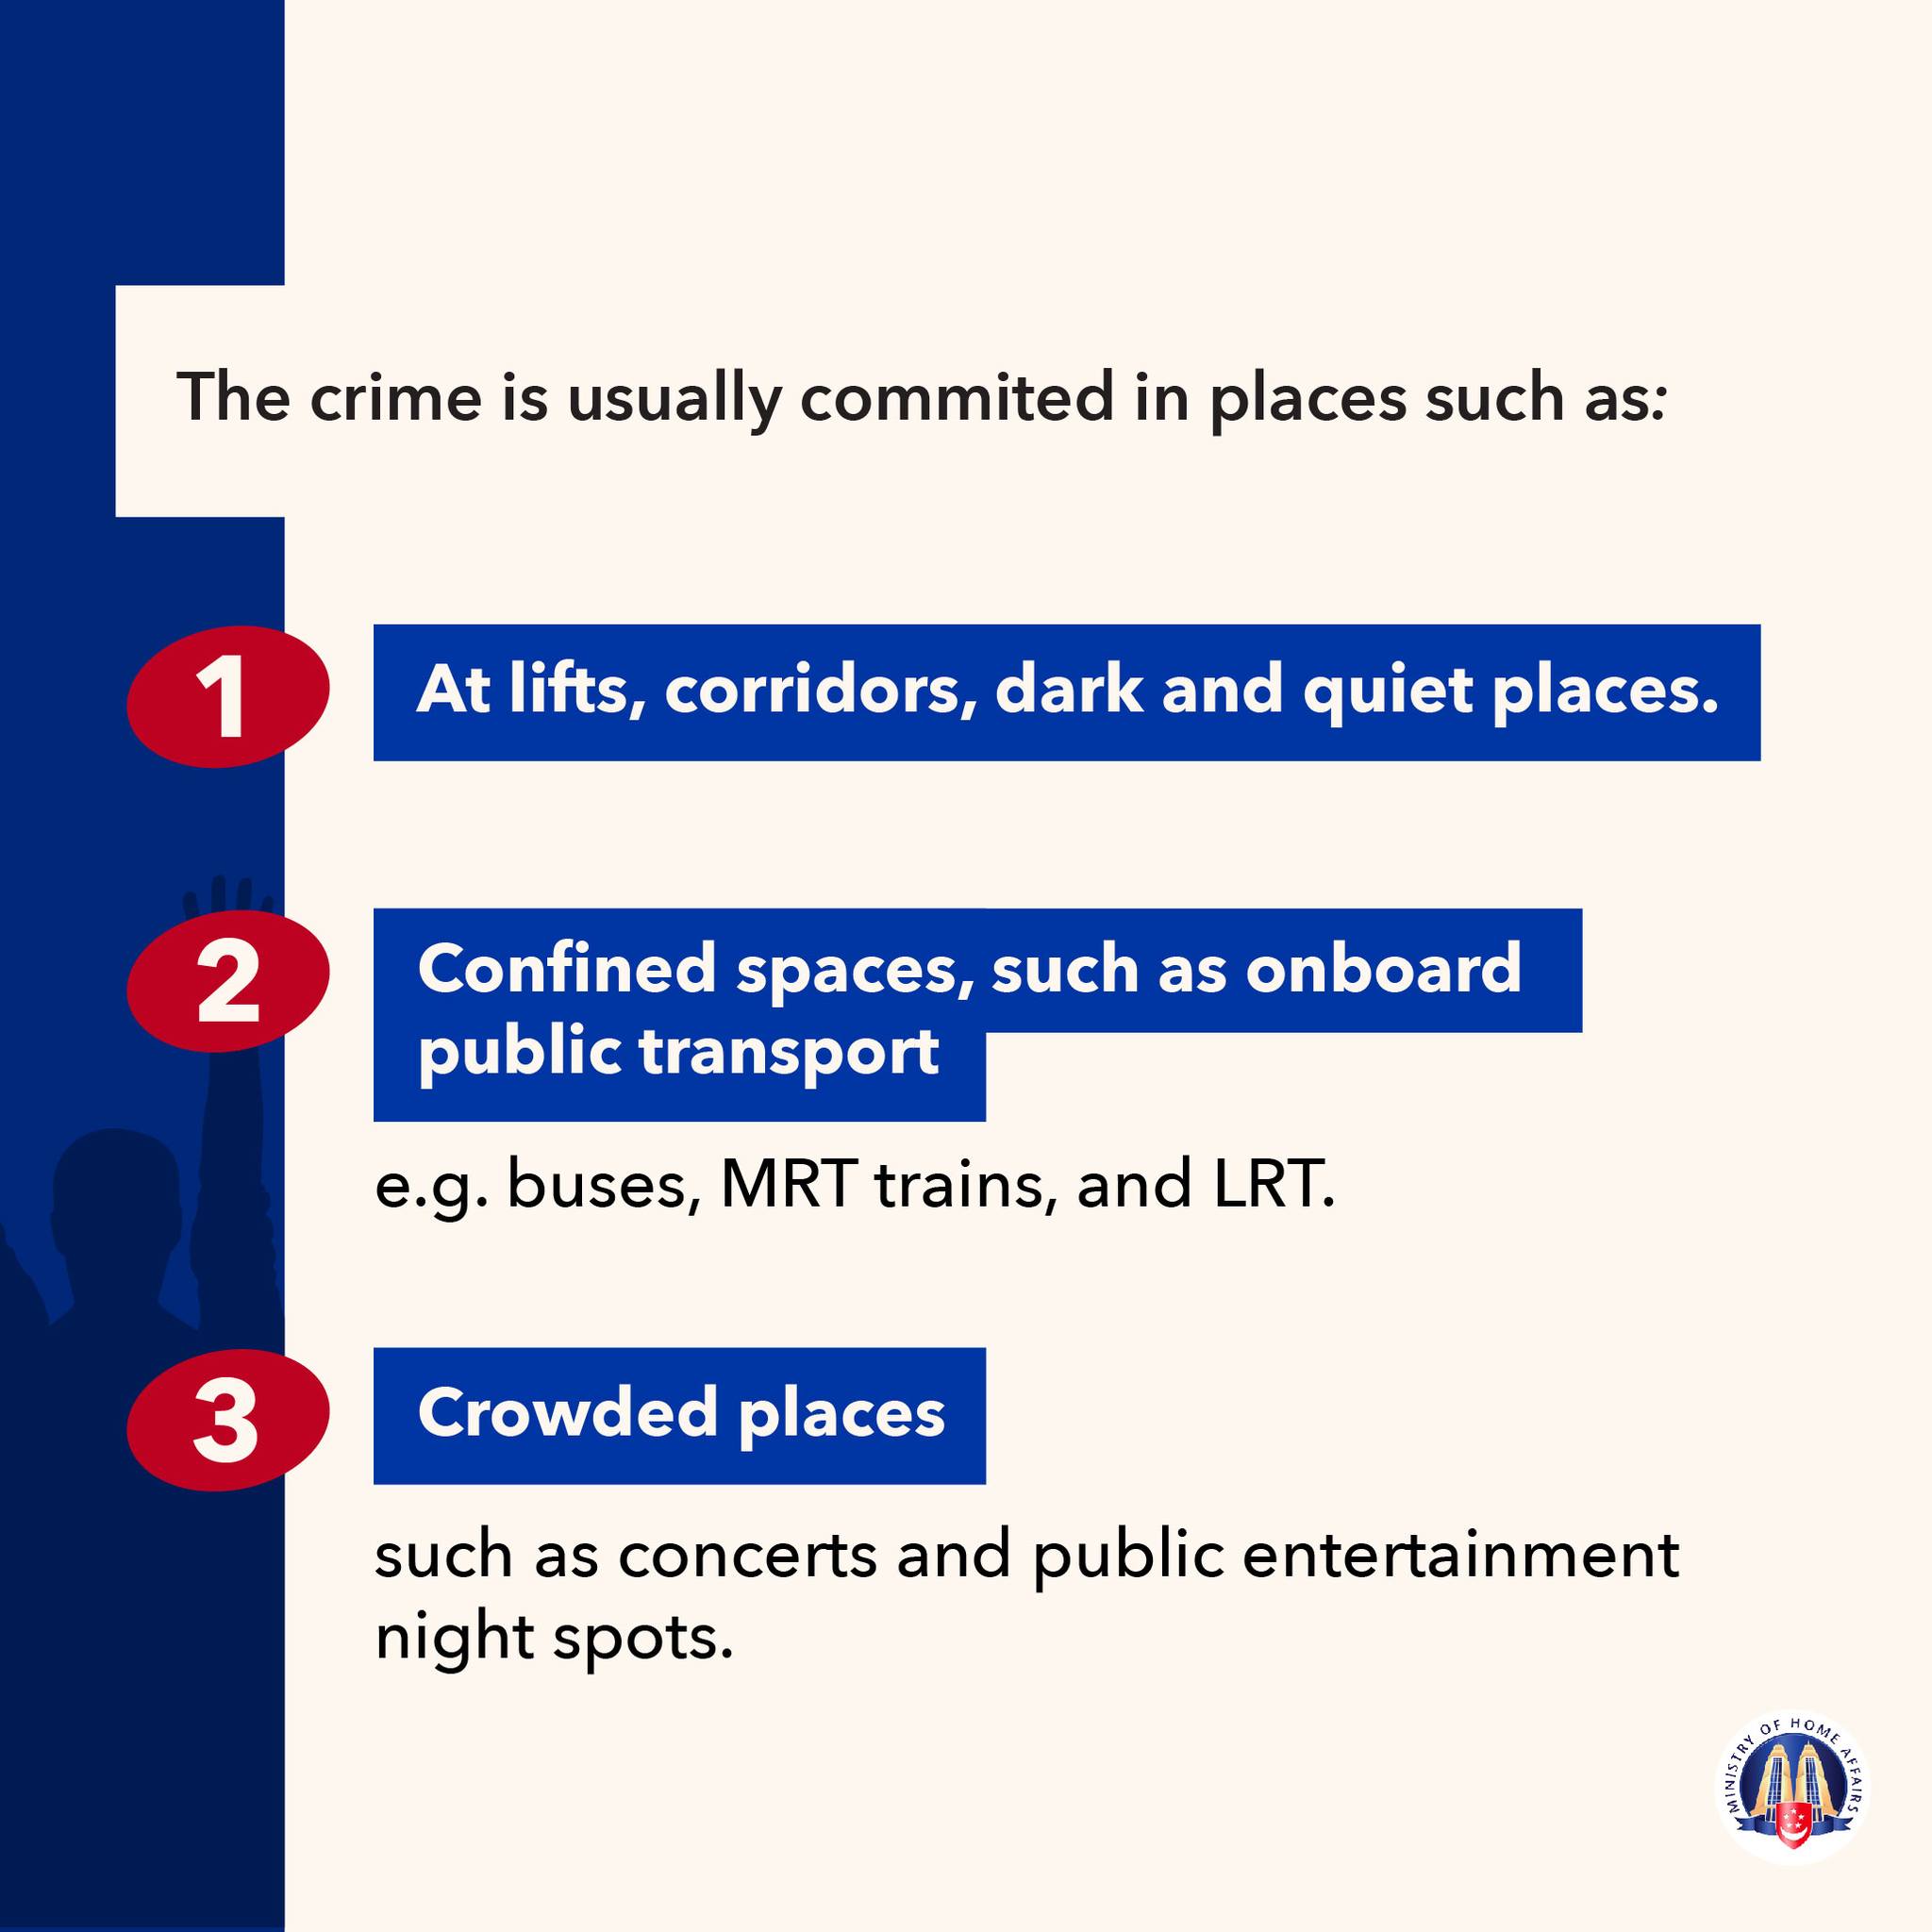 The crime is usually commited in places such as:
1
At lifts, corridors, dark and quiet places.
2
Confined spaces, such as onboard
public transport
e.g. buses, MRT trains, and LRT.
3
Crowded places
such as concerts and public entertainment
night spots.
MINISTRY OF HOME AFFAIRS